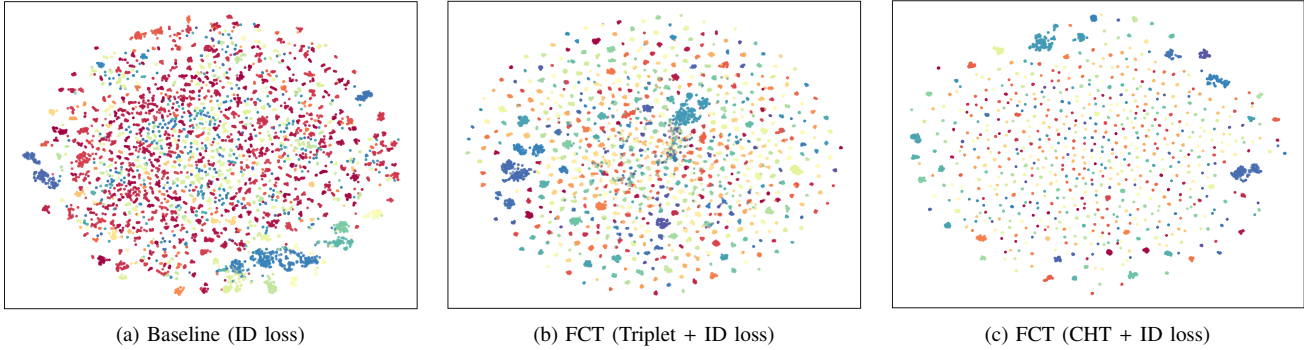 (a) Baseline (ID loss)
(b) FCT (Triplet + ID loss)
(c) FCT (CHT + ID loss)